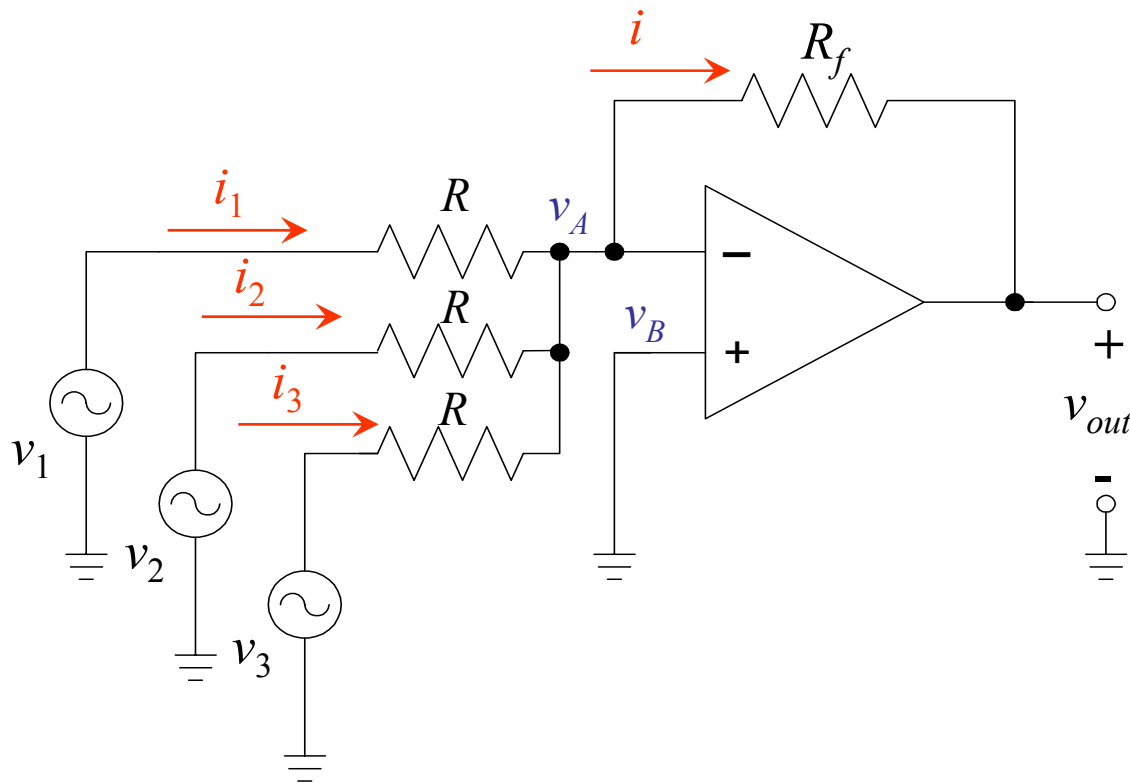 i
R_f
i_1
R
v_A
−
i_2
R
v_B
+
i_3
R
+
v_1
v_out
-
v_2
v_3